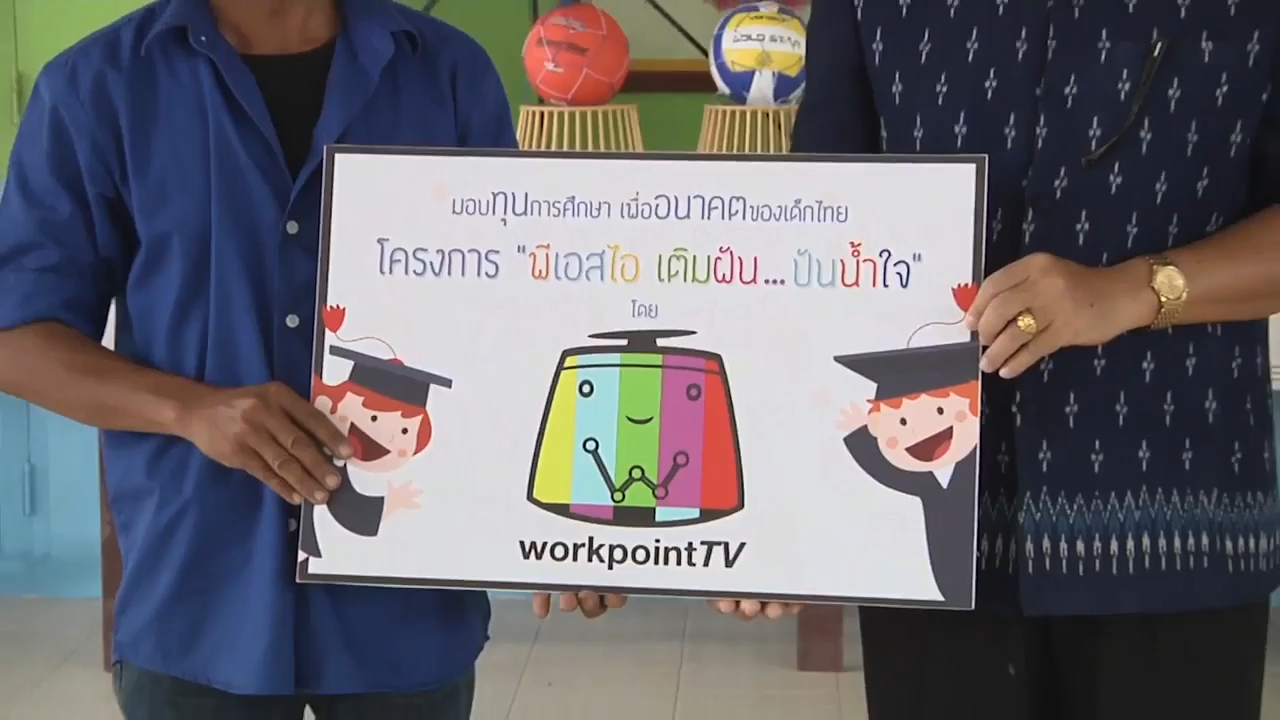 มอบทุนการศึกษา เพื่ออนาคตของเด็กไทย
โครงการ "พีเอสไอ เติมฝัน...ปันน้ำใจ"
โดย
workpointTV